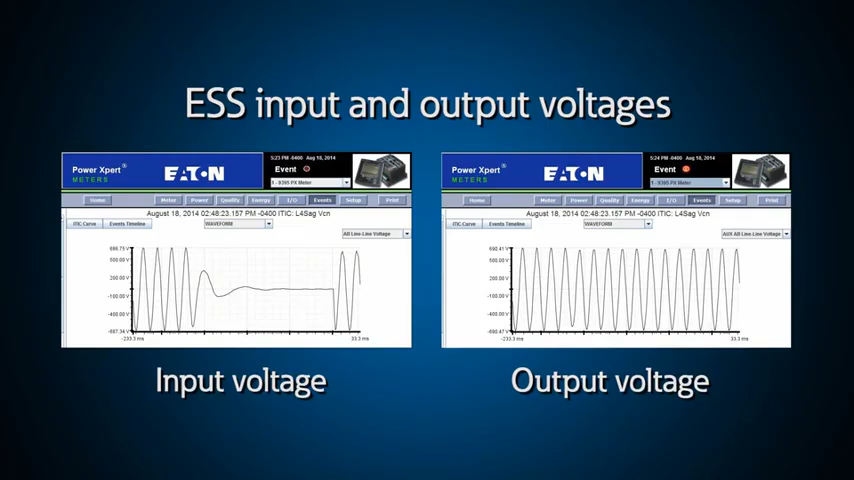 ESS input and output voltages
Power Xpert®
METERS
EATON
5:23 PM -0400 Aug 18, 2014
Event
1 - 9395 PX Meter
Home Meter Power Quality Energy I/O Events Setup Print
August 18, 2014 02:48:23.157 PM -0400 ITIC: L4Sag Vcn
ITIC Curve Events Timeline WAVEFORM
AB Line-Line Voltage
500.00 V
200.00 V
-100.00 V
-400.00 V
-687.34 V
-233.3 ms 33.3 ms
Input voltage
Power Xpert®
METERS
EATON
5:24 PM -0400 Aug 18, 2014
Event
1 - 9395 PX Meter
Home Meter Power Quality Energy I/O Events Setup Print
August 18, 2014 02:48:23.157 PM -0400 ITIC: L4Sag Vcn
ITIC Curve Events Timeline WAVEFORM
AUX AB Line-Line Voltage
690.41 V
500.00 V
200.00 V
-100.00 V
-400.00 V
-690.47 V
-233.3 ms 33.3 ms
Output voltage